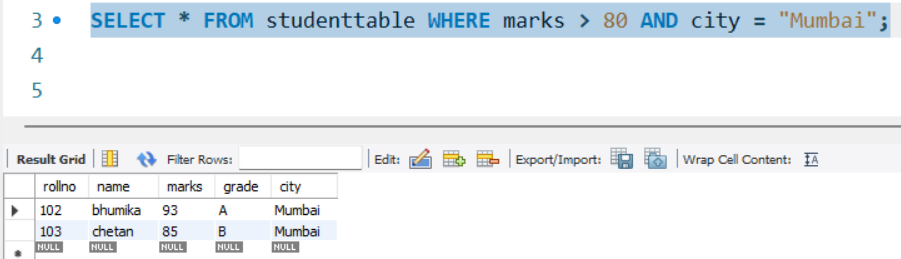 3 SELECT * FROM studenttable WHERE marks > 80 AND city = "Mumbai";
4
5
Result Grid Filter Rows: Edit: Export/Import: Wrap Cell Content: IA
rollno name marks grade city
102 bhumika 93 A Mumbai
103 chetan 85 B Mumbai
NULL NULL NULL NULL NULL